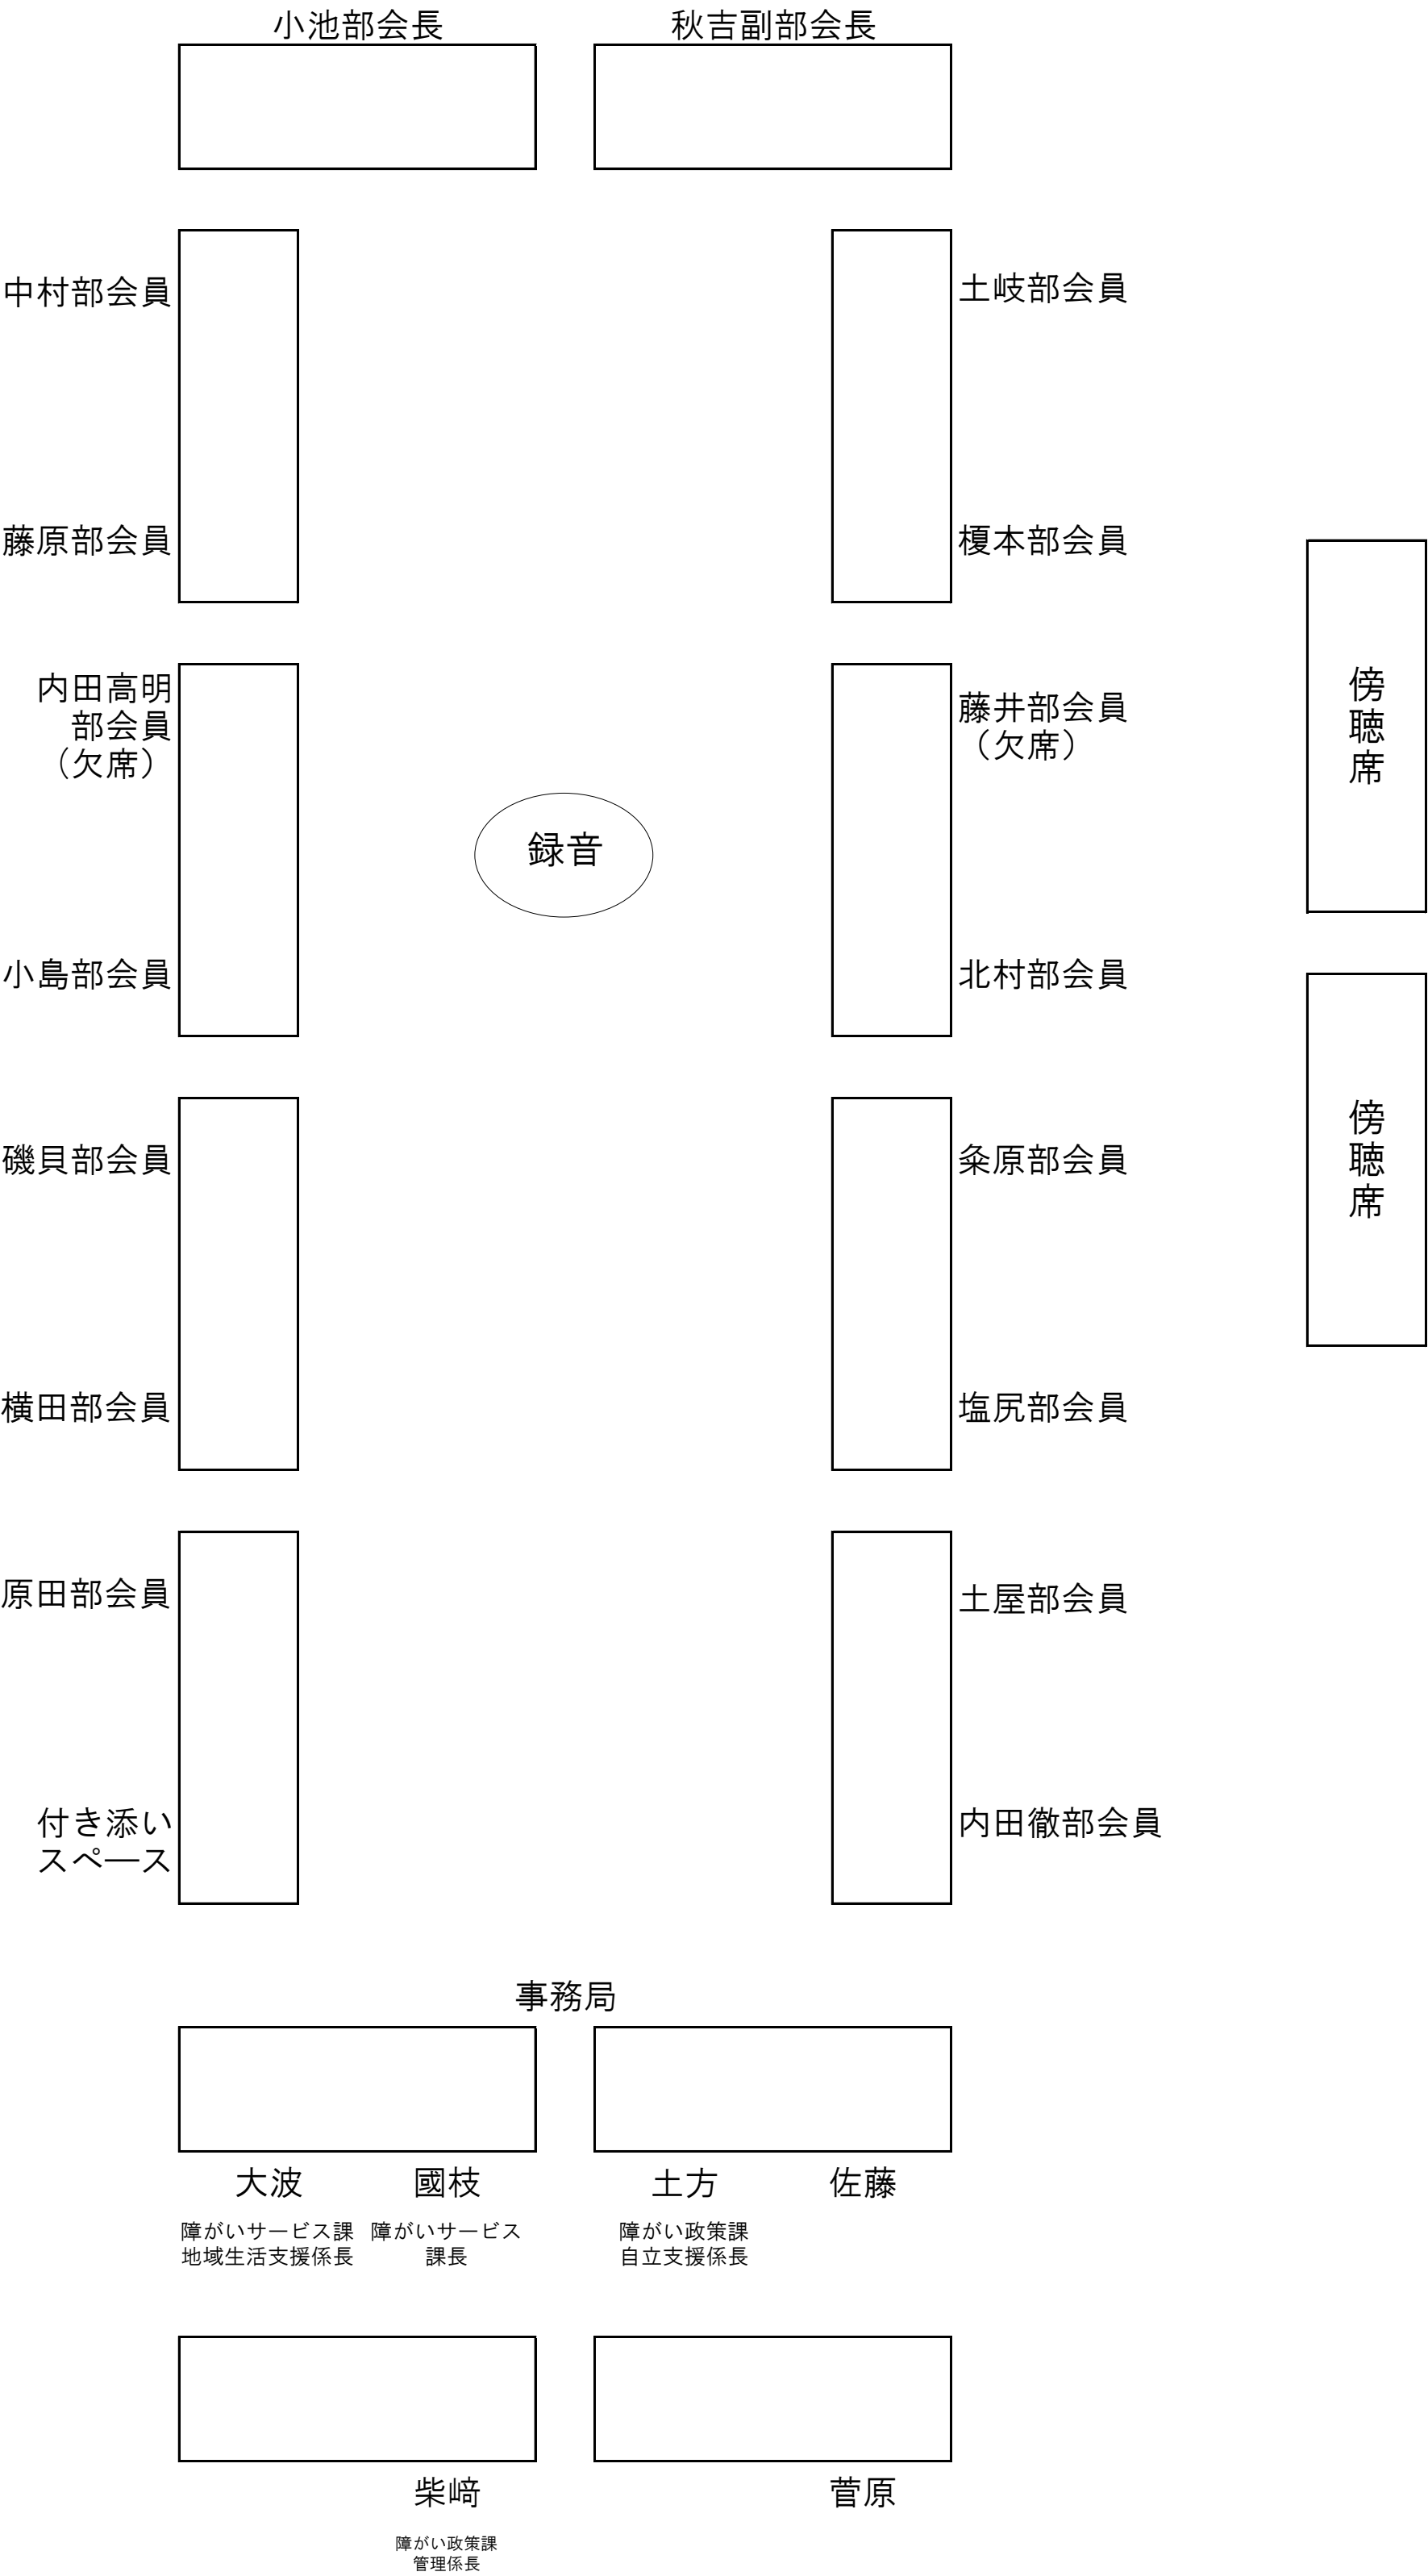 小池部会長
秋吉副部会長
中村部会員
土岐部会員
藤原部会員
榎本部会員
内田高明
部会員
（欠席）
藤井部会員
（欠席）
傍聴席
録音
小島部会員
北村部会員
磯貝部会員
粂原部会員
傍聴席
横田部会員
塩尻部会員
原田部会員
土屋部会員
付き添い
スペース
内田徹部会員
事務局
大波
國枝
土方
佐藤
障がいサービス課
地域生活支援係長
障がいサービス
課長
障がい政策課
自立支援係長
柴﨑
菅原
障がい政策課
管理係長